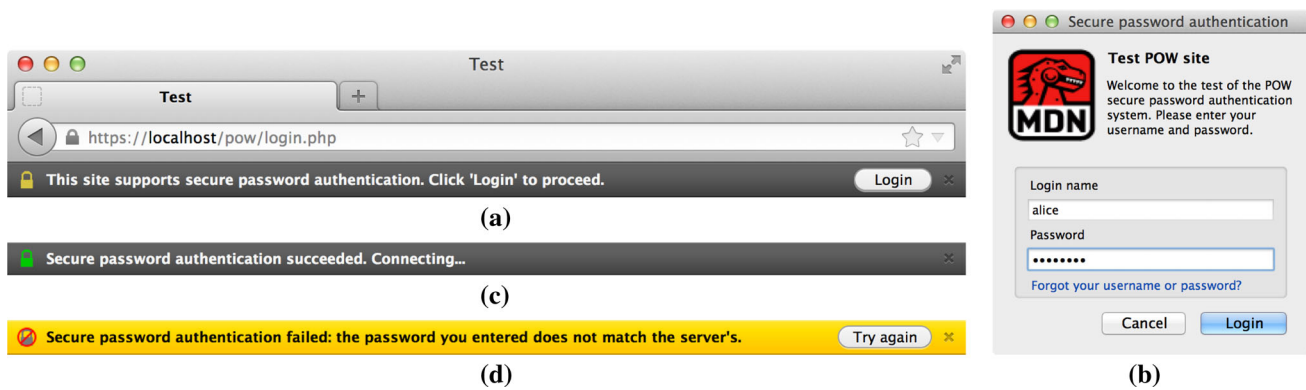 Test
Test
https://localhost/pow/login.php
This site supports secure password authentication. Click 'Login' to proceed.
Login
(a)
Secure password authentication succeeded. Connecting...
(c)
Secure password authentication failed: the password you entered does not match the server's.
Try again
(d)
Secure password authentication
MDN
Test POW site
Welcome to the test of the POW
secure password authentication
system. Please enter your
username and password.
Login name
alice
Password
Forgot your username or password?
Cancel
Login
(b)